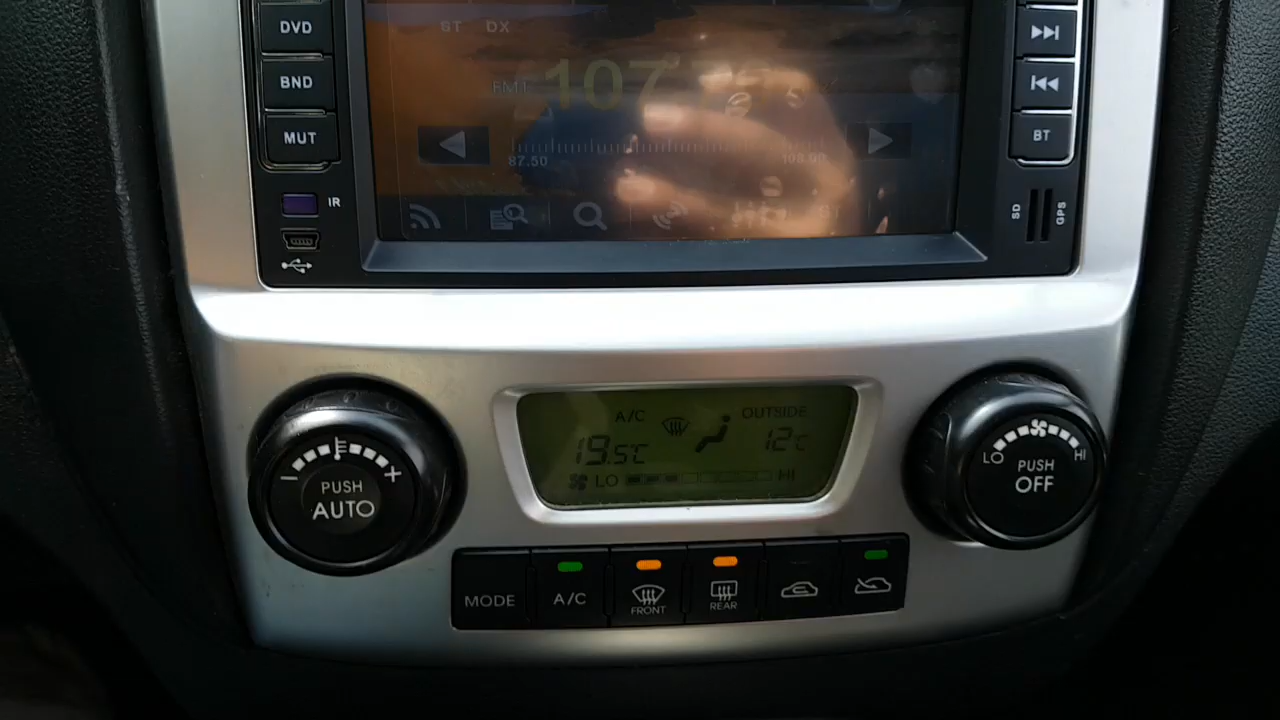 DVD
BND
MUT
IR
ST DX
FM1
107.7
87.50
108.00
BT
SD
GPS
A/C
OUTSIDE
19.5°C
12°C
LO
HI
PUSH
AUTO
LO
HI
PUSH
OFF
MODE
A/C
FRONT
REAR